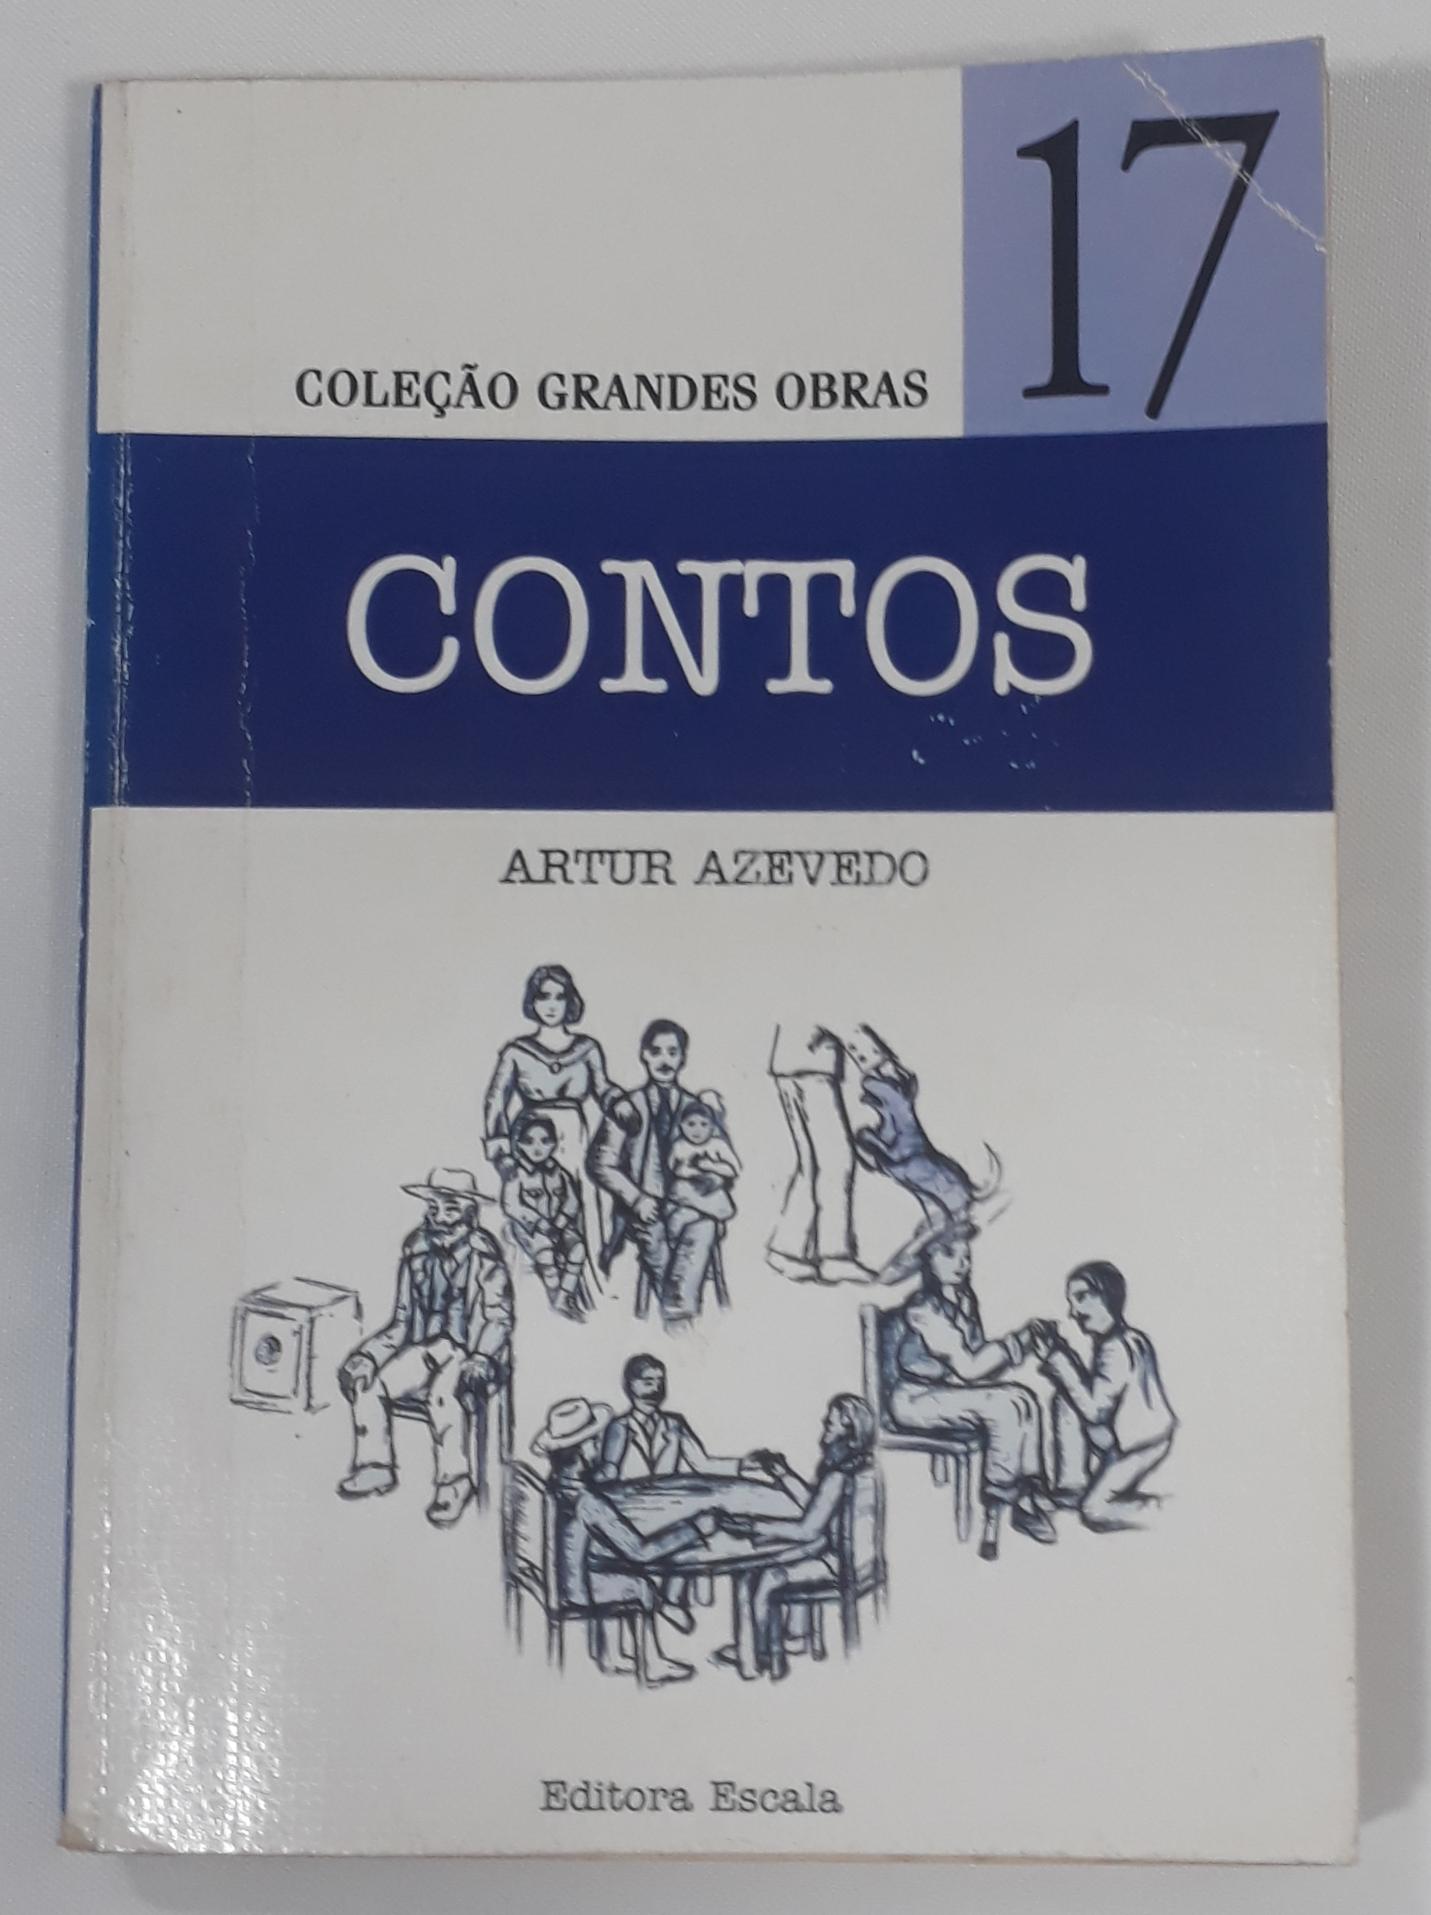 17
COLEÇÃO GRANDES OBRAS
CONTOS
ARTUR AZEVEDO
Editora Escala